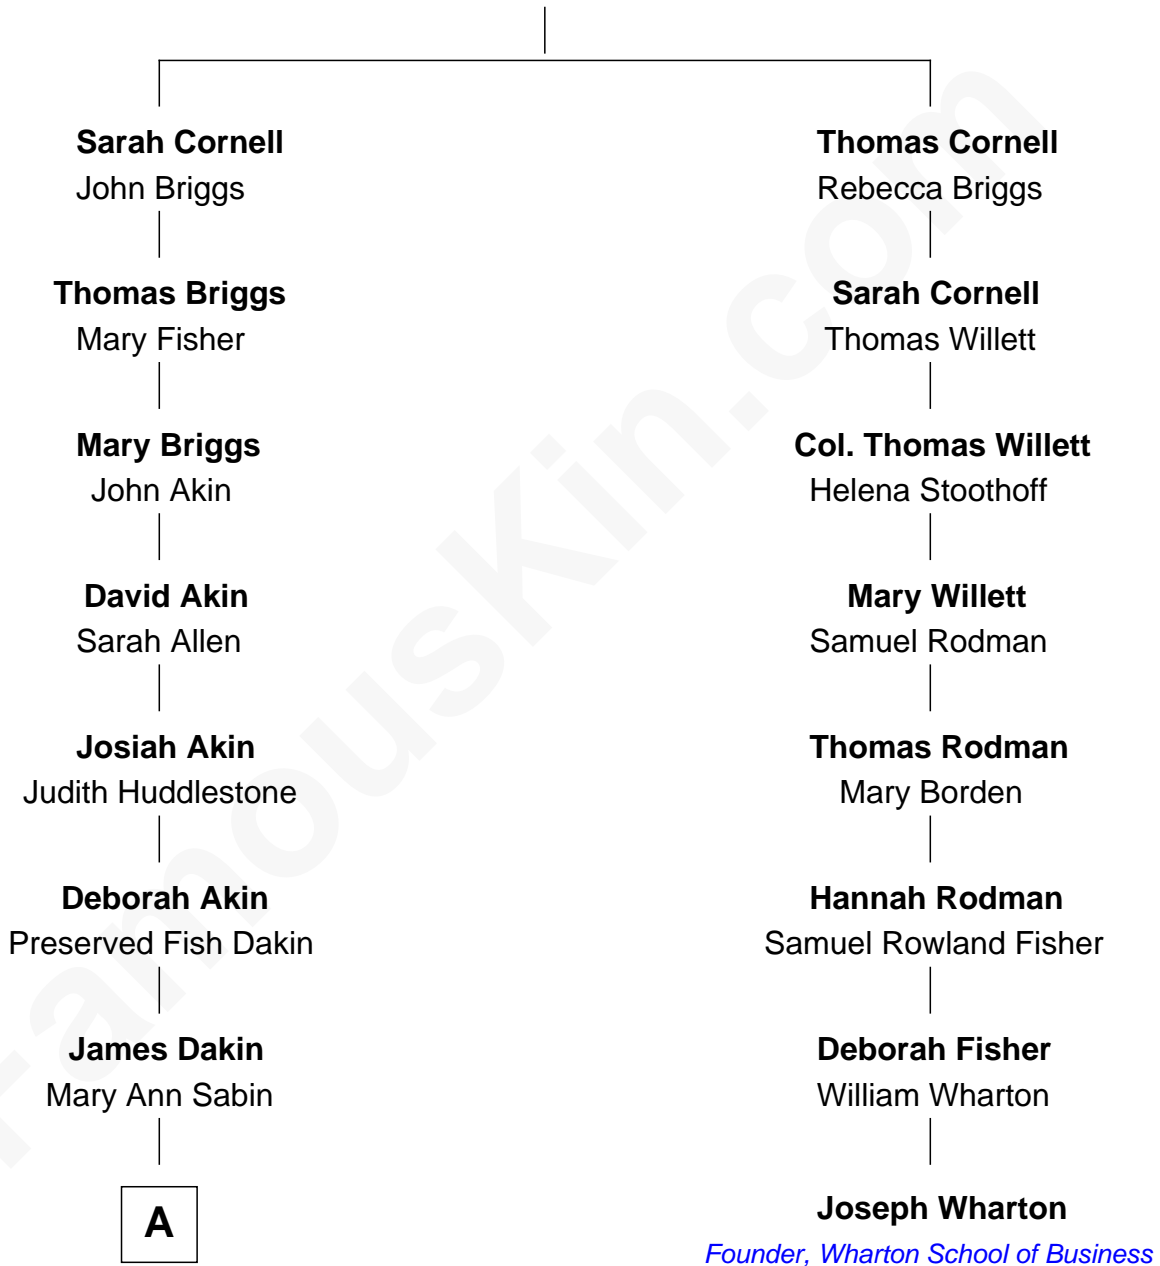 Sarah Cornell
John Briggs
Thomas Briggs
Mary Fisher
Mary Briggs
John Akin
David Akin
Sarah Allen
Josiah Akin
Judith Huddlestone
Deborah Akin
Preserved Fish Dakin
James Dakin
Mary Ann Sabin
A
Thomas Cornell
Rebecca Briggs
Sarah Cornell
Thomas Willett
Col. Thomas Willett
Helena Stoothoff
Mary Willett
Samuel Rodman
Thomas Rodman
Mary Borden
Hannah Rodman
Samuel Rowland Fisher
Deborah Fisher
William Wharton
Joseph Wharton
Founder, Wharton School of Business
FamousKin.com